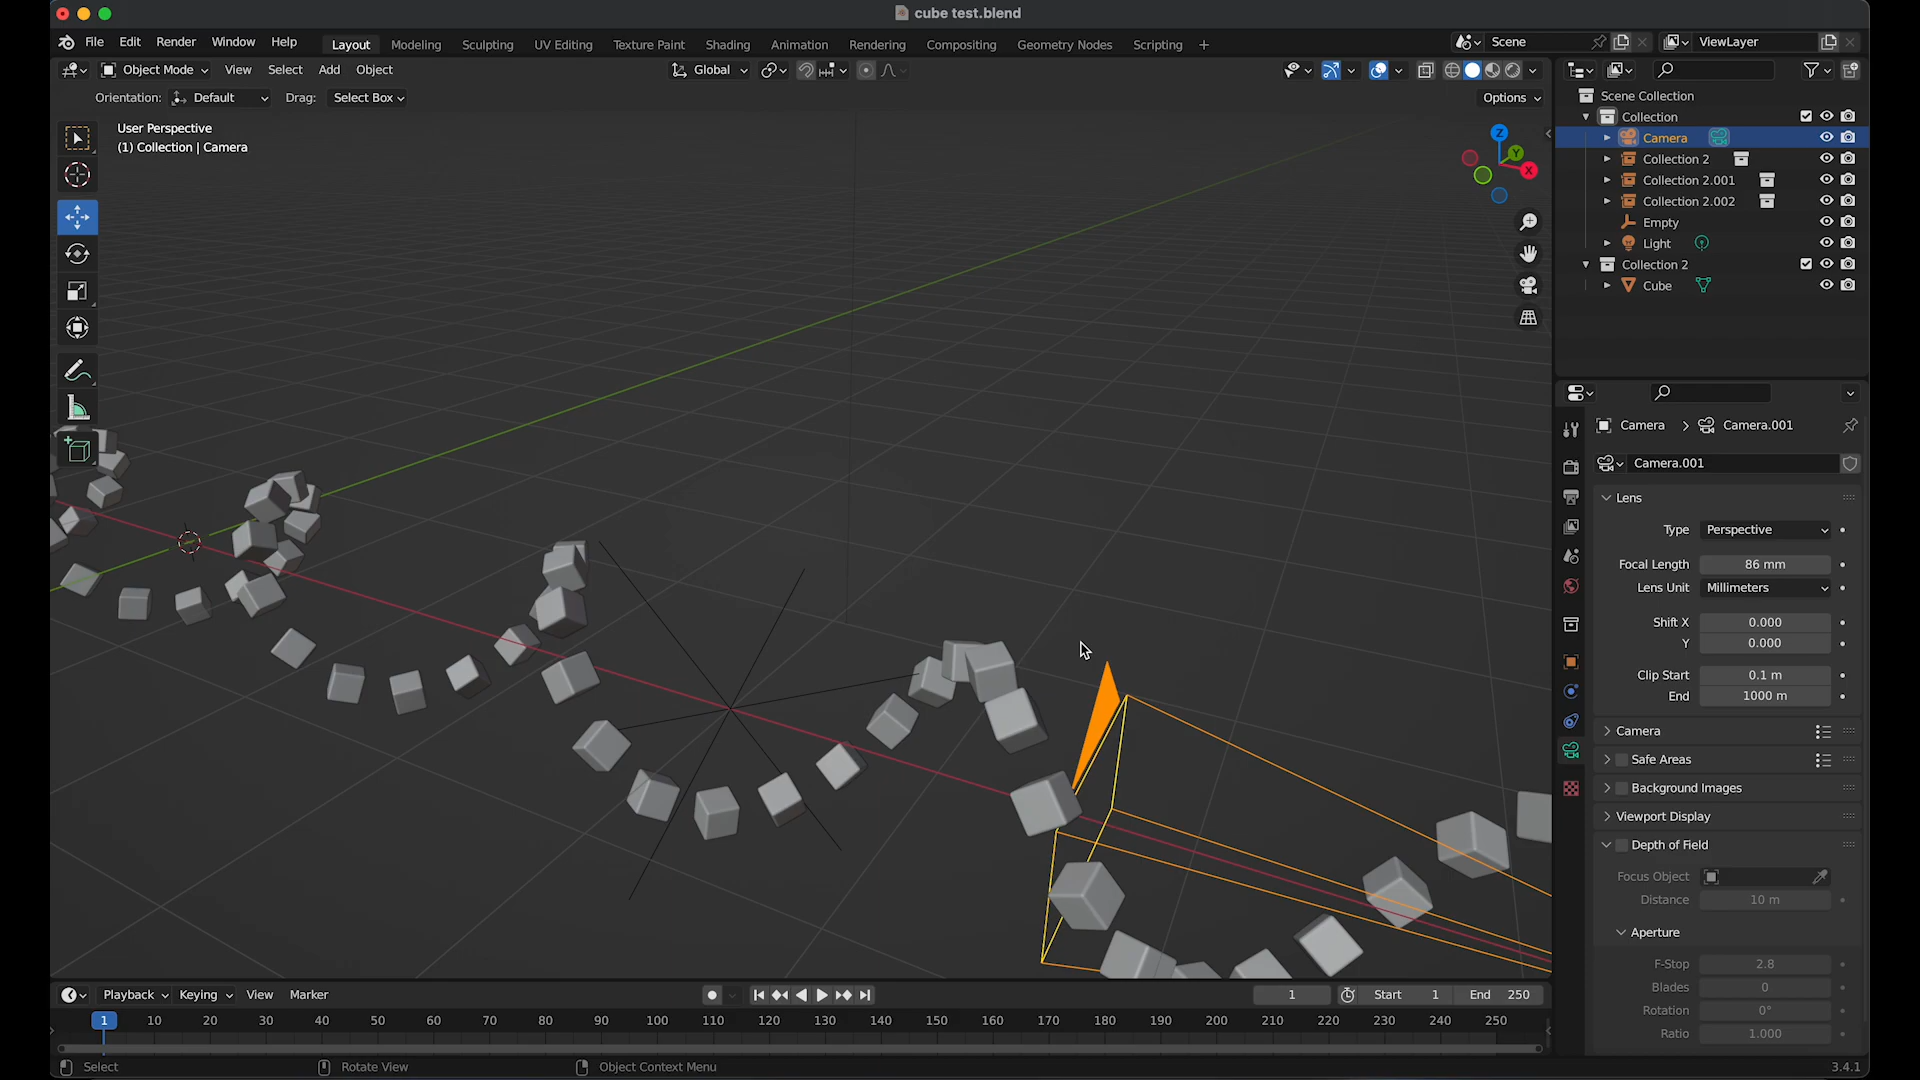 cube test.blend
File Edit Render Window Help Layout Modeling Sculpting UV Editing Texture Paint Shading Animation Rendering Compositing Geometry Nodes Scripting + Scene ViewLayer
Object Mode View Select Add Object Global
Orientation: Default Drag: Select Box Options
User Perspective
(1) Collection | Camera
Z
Y
X
Scene Collection
Collection
Camera
Collection 2
Collection 2.001
Collection 2.002
Empty
Light
Collection 2
Cube
Camera > Camera.001
Camera.001
Lens
Type Perspective
Focal Length 86 mm
Lens Unit Millimeters
Shift X 0.000
Y 0.000
Clip Start 0.1 m
End 1000 m
Camera
Safe Areas
Background Images
Viewport Display
Depth of Field
Focus Object
Distance 10 m
Aperture
F-Stop 2.8
Blades 0
Rotation 0°
Ratio 1.000
Playback Keying View Marker 1 Start 1 End 250
1 10 20 30 40 50 60 70 80 90 100 110 120 130 140 150 160 170 180 190 200 210 220 230 240 250
Select Rotate View Object Context Menu 3.4.1